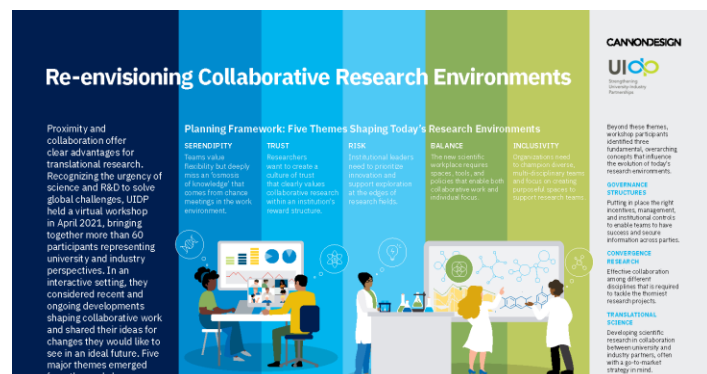 CANNONDESIGN
UIDP
Strengthening
University-Industry
Partnerships
Re-envisioning Collaborative Research Environments
Proximity and
collaboration offer
clear advantages for
translational research.
Recognizing the urgency of
science and R&D to solve
global challenges, UIDP
held a virtual workshop
in April 2021, bringing
together more than 60
participants representing
university and industry
perspectives. In an
interactive setting, they
considered recent and
ongoing developments
shaping collaborative work
and shared their ideas for
changes they would like to
see in an ideal future. Five
major themes emerged
Planning Framework: Five Themes Shaping Today's Research Environments
SERENDIPITY
Teams value
flexibility but deeply
miss an 'osmosis
of knowledge' that
comes from chance
meetings in the work
environment.
TRUST
Researchers
want to create a
culture of trust
that clearly values
collaborative research
within an institution's
reward structure.
RISK
Institutional leaders
need to prioritize
innovation and
support exploration
at the edges of
research fields.
BALANCE
The new scientific
workplace requires
spaces, tools, and
policies that enable both
collaborative work and
individual focus.
INCLUSIVITY
Organizations need
to champion diverse,
multi-disciplinary teams
and focus on creating
purposeful spaces to
support research teams.
Beyond these themes,
workshop participants
identified three
fundamental, overarching
concepts that influence
the evolution of today's
research environments.
GOVERNANCE
STRUCTURES
Putting in place the right
incentives, management,
and institutional controls
to enable teams to have
success and secure
information across parties.
CONVERGENCE
RESEARCH
Effective collaboration
among different
disciplines that is required
to tackle the thorniest
research projects.
TRANSLATIONAL
SCIENCE
Developing scientific
research in collaboration
between university and
industry partners, often
with a go-to-market
strategy in mind.